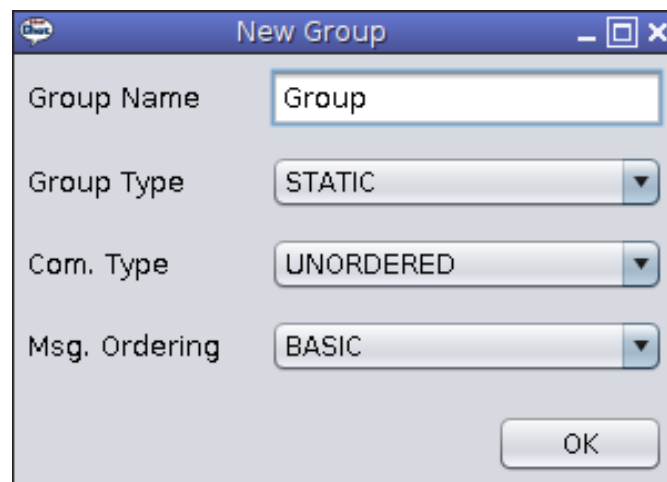 New Group
Group Name Group
Group Type STATIC
Com. Type UNORDERED
Msg. Ordering BASIC
OK